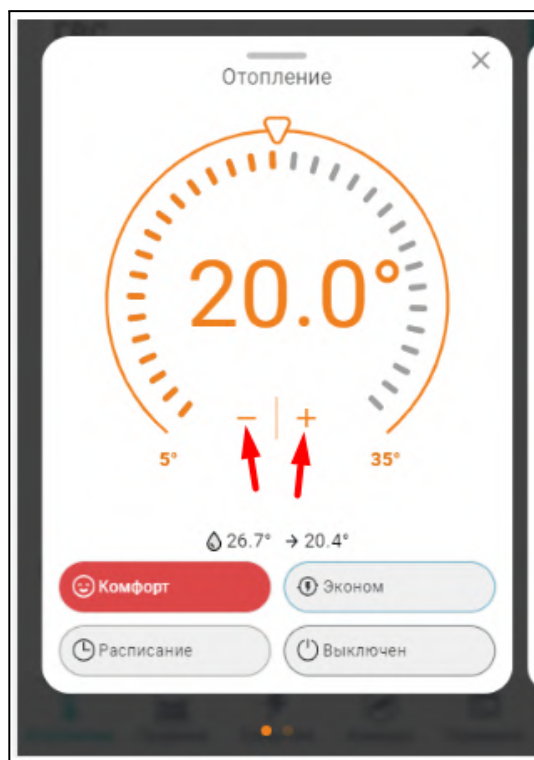 Отопление
20.0°
− +
5° 35°
26.7° → 20.4°
Комфорт Эконом
Расписание Выключен